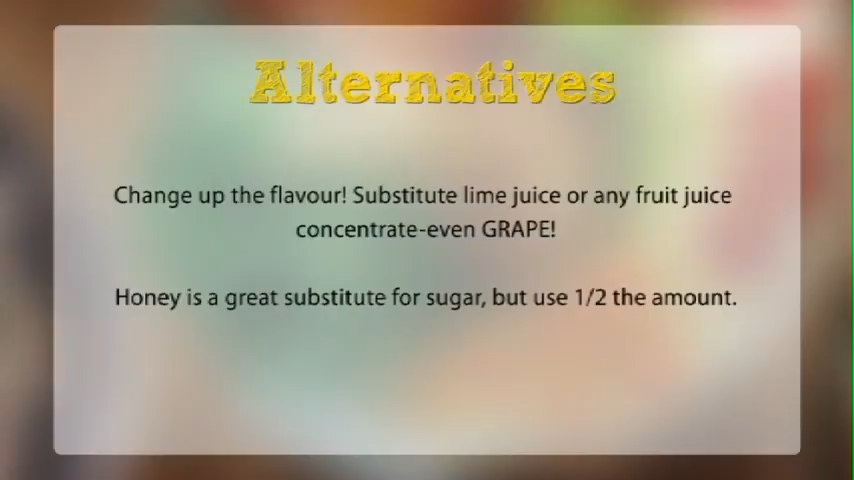 Alternatives
Change up the flavour! Substitute lime juice or any fruit juice
concentrate-even GRAPE!
Honey is a great substitute for sugar, but use 1/2 the amount.